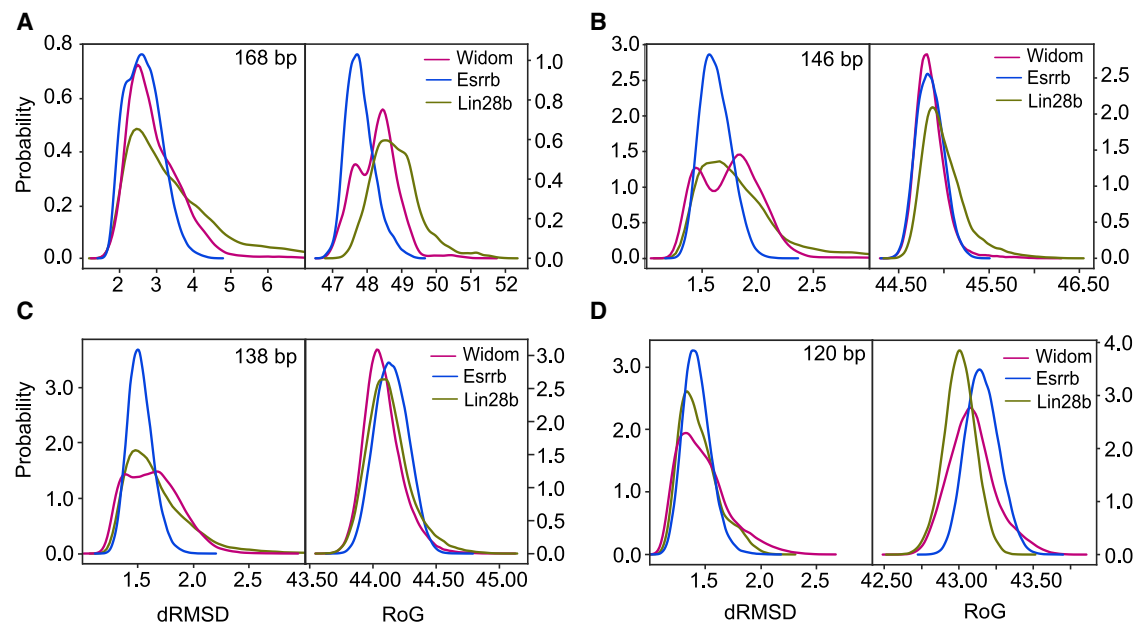 A
B
0.8
0.6
0.4
0.2
0.0
Probability
168 bp
2
3
4
5
6
Widom
Esrrb
Lin28b
1.0
0.8
0.6
0.4
0.2
0.0
47
48
49
50
51
52
3.0
2.5
2.0
1.5
1.0
0.5
0.0
146 bp
1.5
2.0
2.5
Widom
Esrrb
Lin28b
2.5
2.0
1.5
1.0
0.5
0.0
44.50
45.50
46.50
C
D
Probability
3.0
2.0
1.0
0.0
138 bp
1.5
2.0
2.5
dRMSD
Widom
Esrrb
Lin28b
3.0
2.5
2.0
1.5
1.0
0.5
0.0
43.50
44.00
44.50
45.00
RoG
3.0
2.0
1.0
0.0
120 bp
1.5
2.0
2.5
dRMSD
Widom
Esrrb
Lin28b
4.0
3.0
2.0
1.0
0.0
42.50
43.00
43.50
RoG